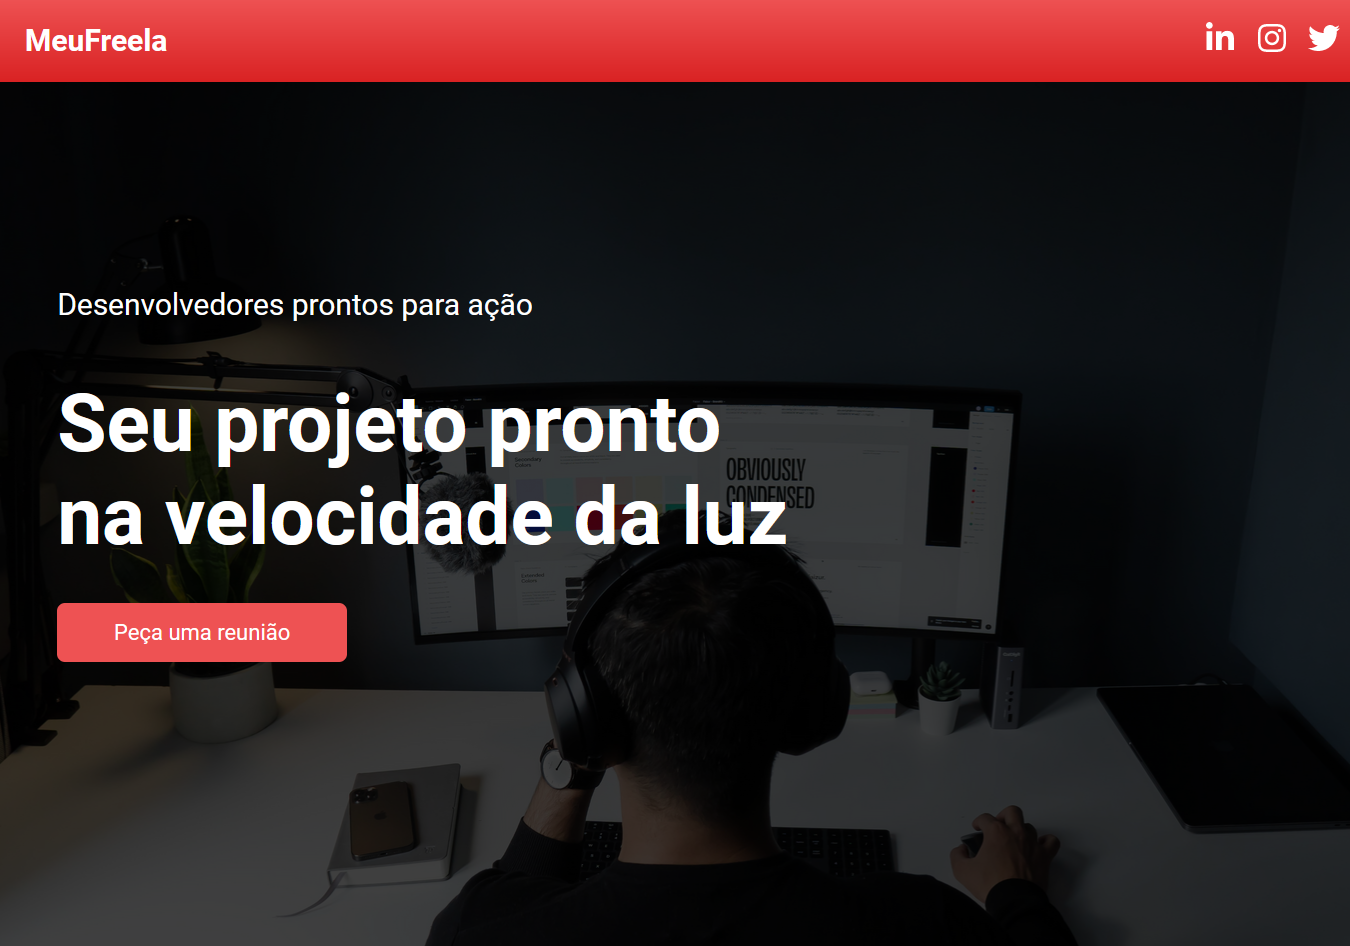 MeuFreela
Desenvolvedores prontos para ação
Seu projeto pronto
na velocidade da luz
OBVIOUSLY
CONDENSED
Peça uma reunião